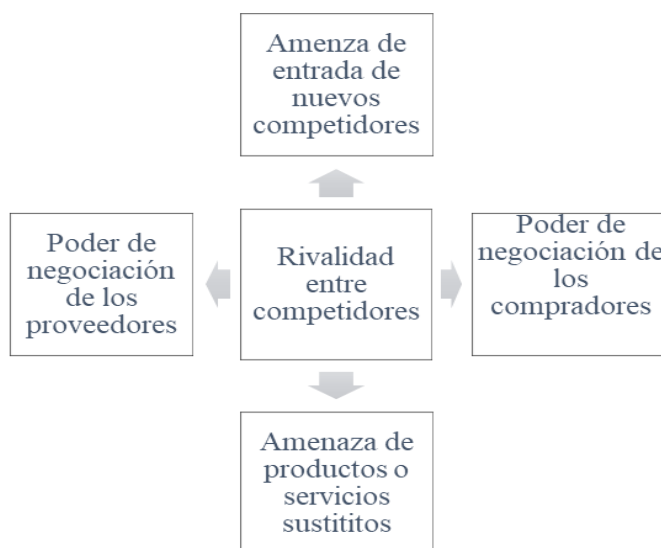 Amenza de
entrada de
nuevos
competidores
Poder de
negociación
de los
proveedores
Rivalidad
entre
competidores
Poder de
negociación de
los
compradores
Amenaza de
productos o
servicios
sustititos